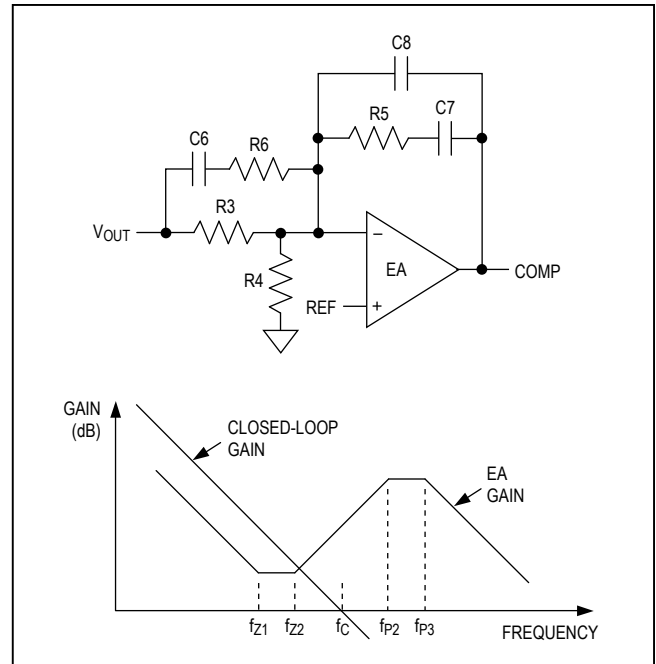 C8
R5
C7
C6
R6
R3
VOUT
R4
EA
REF
COMP
−
+
GAIN
(dB)
CLOSED-LOOP
GAIN
EA
GAIN
fZ1
fZ2
fC
fP2
fP3
FREQUENCY